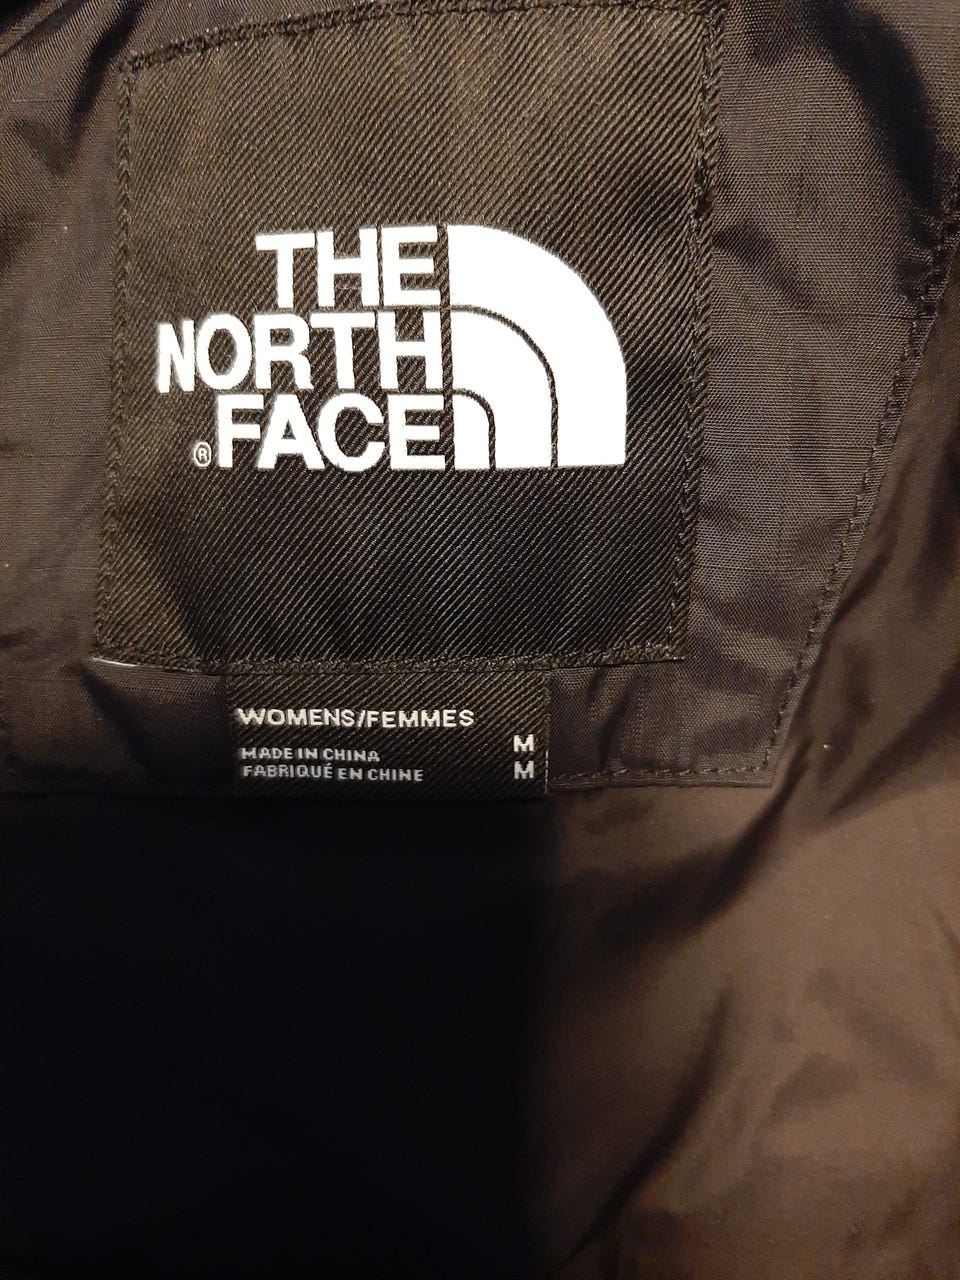 THE
NORTH
® FACE
WOMENS/FEMMES
M
MADE IN CHINA
FABRIQUÉ EN CHINE
M